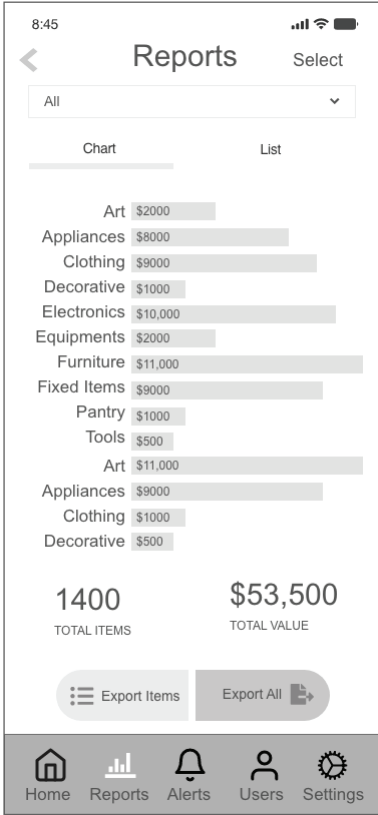 8:45
Reports Select
All
Chart List
Art $2000
Appliances $8000
Clothing $9000
Decorative $1000
Electronics $10,000
Equipments $2000
Furniture $11,000
Fixed Items $9000
Pantry $1000
Tools $500
Art $11,000
Appliances $9000
Clothing $1000
Decorative $500
1400 $53,500
TOTAL ITEMS TOTAL VALUE
Export Items Export All
Home Reports Alerts Users Settings